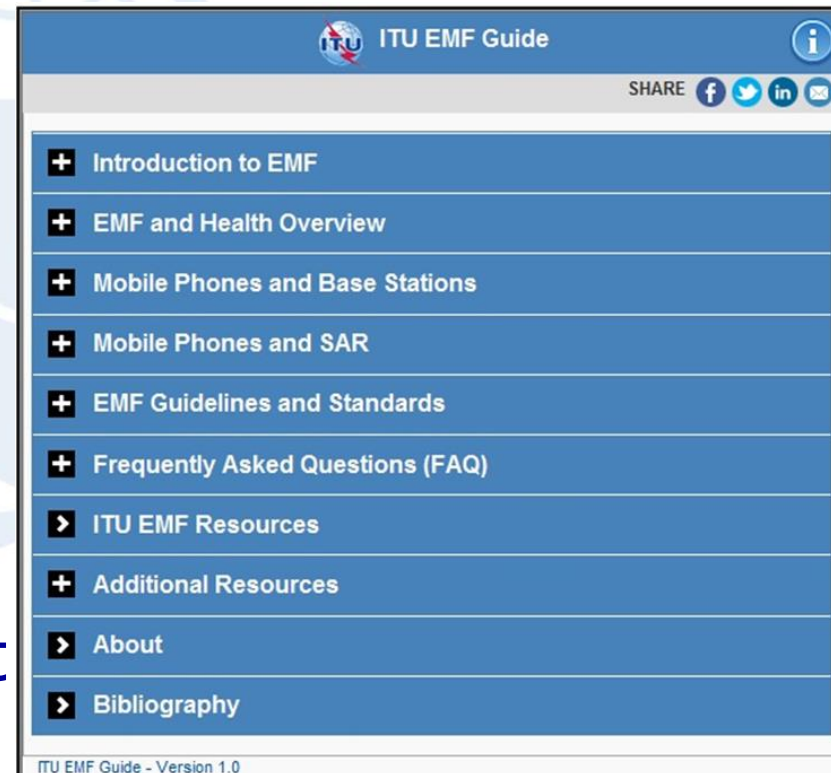 ITU ITU EMF Guide i
SHARE f in
Introduction to EMF
EMF and Health Overview
Mobile Phones and Base Stations
Mobile Phones and SAR
EMF Guidelines and Standards
Frequently Asked Questions (FAQ)
ITU EMF Resources
Additional Resources
About
Bibliography
ITU EMF Guide - Version 1.0